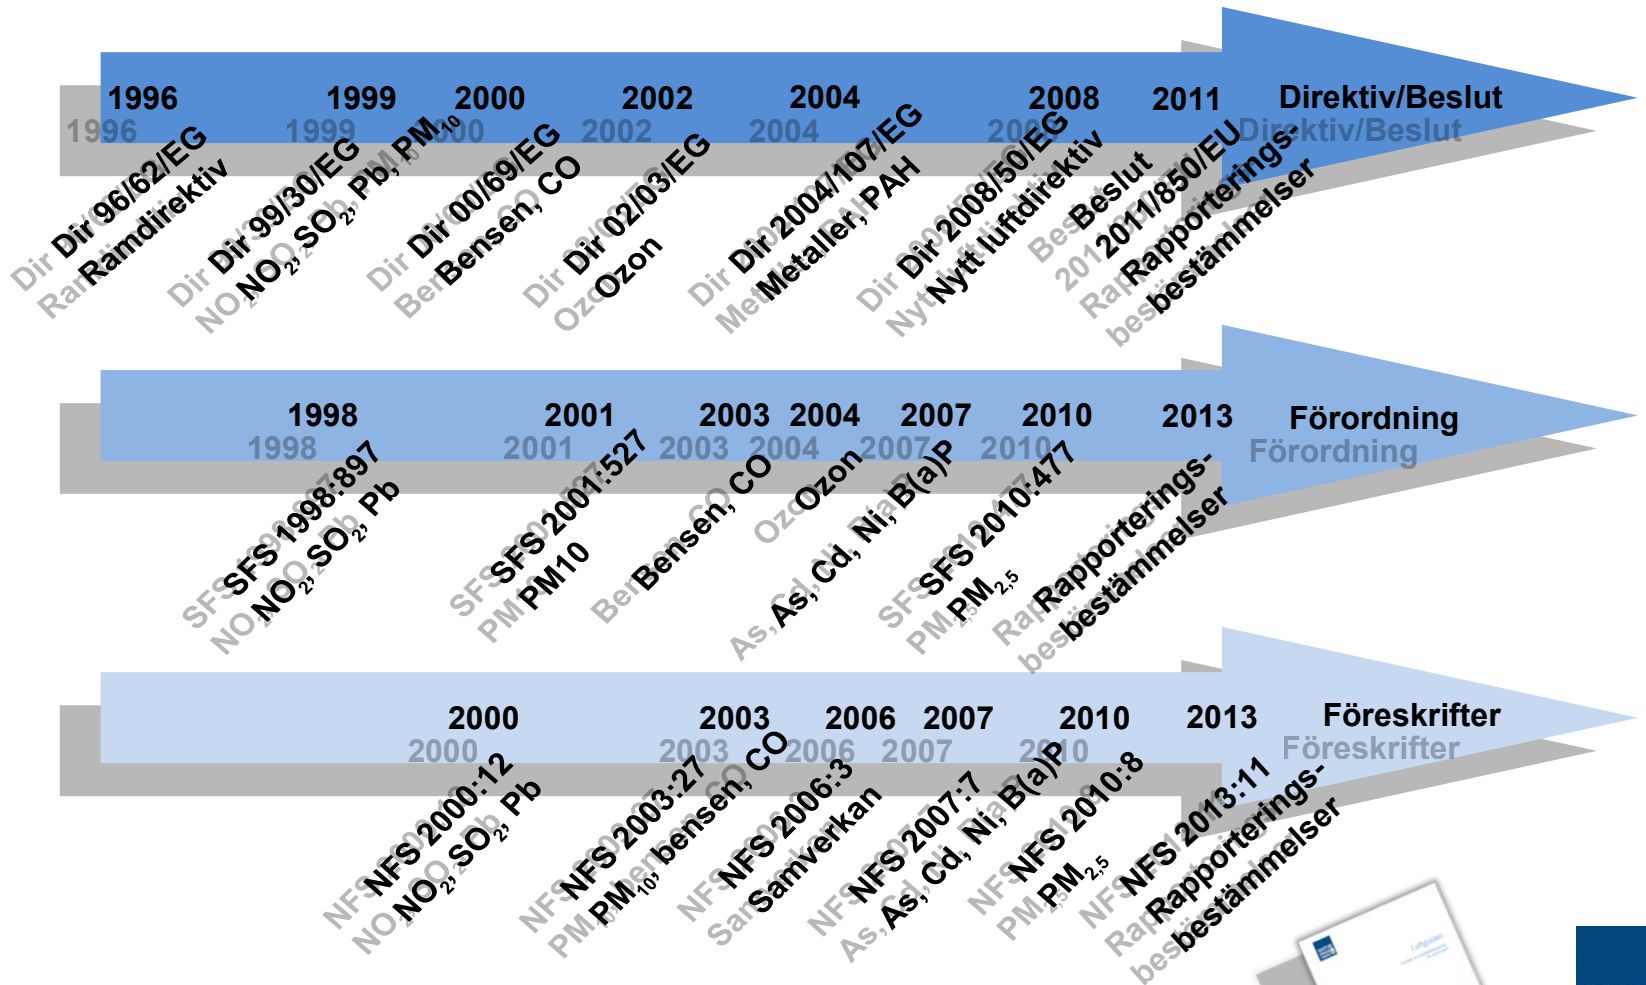 1996 1999 2000 2002 2004 2008 2011 Direktiv/Beslut
Dir 96/62/EG
Ramdirektiv
Dir 99/30/EG
NO2, SO2, Pb, PM10
Dir 00/69/EG
Bensen, CO
Dir 02/03/EG
Ozon
Dir 2004/107/EG
Metaller, PAH
Dir 2008/50/EG
Nytt luftdirektiv
Beslut
2011/850/EU
Rapporterings-
bestämmelser
1998 2001 2003 2004 2007 2010 2013 Förordning
SFS 1998:897
NO2, SO2, Pb
SFS 2001:527
PM10
Bensen, CO
Ozon
As, Cd, Ni, B(a)P
SFS 2010:477
PM2,5
Rapporterings-
bestämmelser
2000 2003 2006 2007 2010 2013 Föreskrifter
NFS 2000:12
NO2, SO2, Pb
NFS 2003:27
PM10, bensen, CO
NFS 2006:3
Samverkan
NFS 2007:7
As, Cd, Ni, B(a)P
NFS 2010:8
PM2,5
NFS 2013:11
Rapporterings-
bestämmelser
Luftguiden